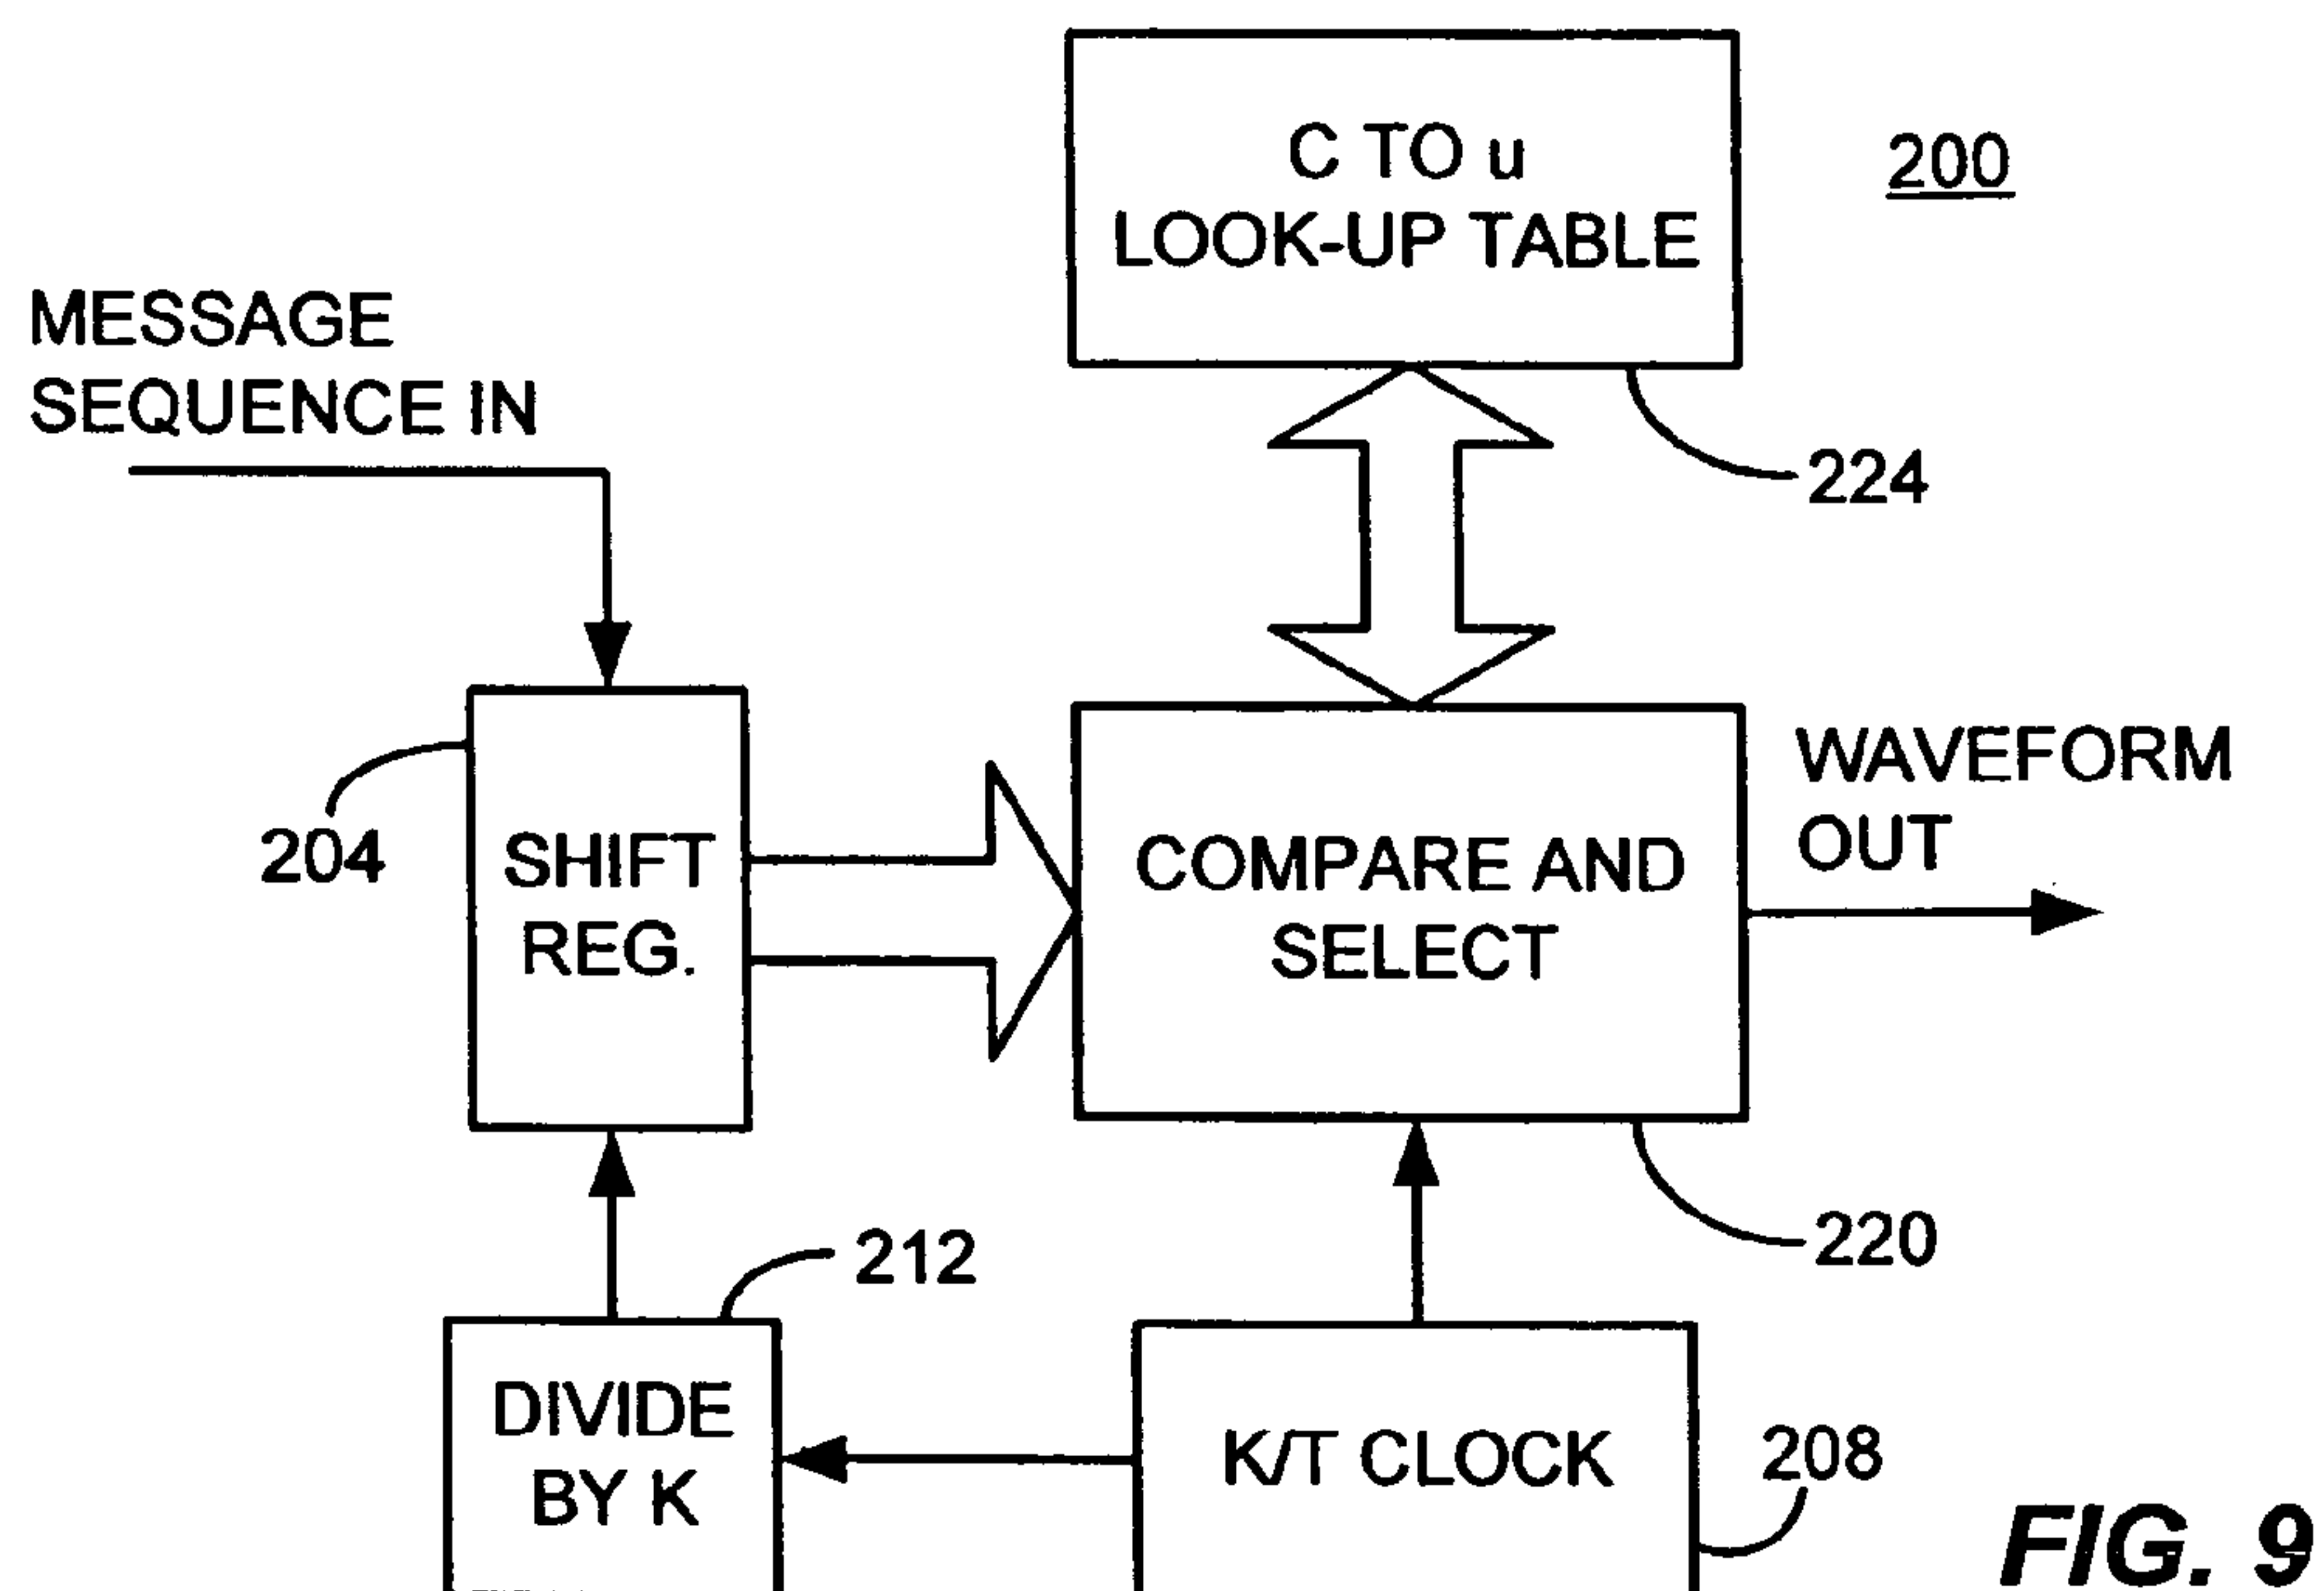 C TO u
LOOK-UP TABLE
200
MESSAGE
SEQUENCE IN
224
WAVEFORM
OUT
204
SHIFT
REG.
COMPARE AND
SELECT
212
220
DIVIDE
BY K
K/T CLOCK
208
FIG. 9